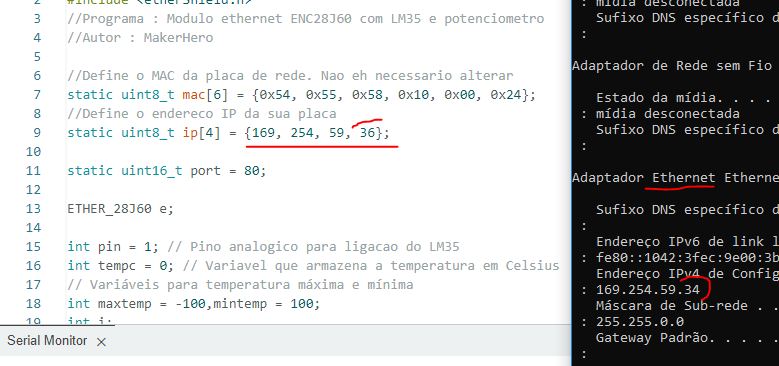 2 #include <etherShield.h>
3 //Programa : Modulo ethernet ENC28J60 com LM35 e potenciometro
4 //Autor : MakerHero
5
6 //Define o MAC da placa de rede. Nao eh necessario alterar
7 static uint8_t mac[6] = {0x54, 0x55, 0x58, 0x10, 0x00, 0x24};
8 //Define o endereco IP da sua placa
9 static uint8_t ip[4] = {169, 254, 59, 36};
10
11 static uint16_t port = 80;
12
13 ETHER_28J60 e;
14
15 int pin = 1; // Pino analogico para ligacao do LM35
16 int tempc = 0; // Variavel que armazena a temperatura em Celsius
17 // Variáveis para temperatura máxima e mínima
18 int maxtemp = -100,mintemp = 100;
19 int i;
Serial Monitor ×
: mídia desconectada
Sufixo DNS específico d
:
Adaptador de Rede sem Fio
Estado da mídia. . . .
: mídia desconectada
Sufixo DNS específico d
:
Adaptador Ethernet Etherne
Sufixo DNS específico d
:
Endereço IPv6 de link l
: fe80::1042:3fec:9e00:3b
Endereço IPv4 de Config
: 169.254.59.34
Máscara de Sub-rede . .
: 255.255.0.0
Gateway Padrão. . . . .
: